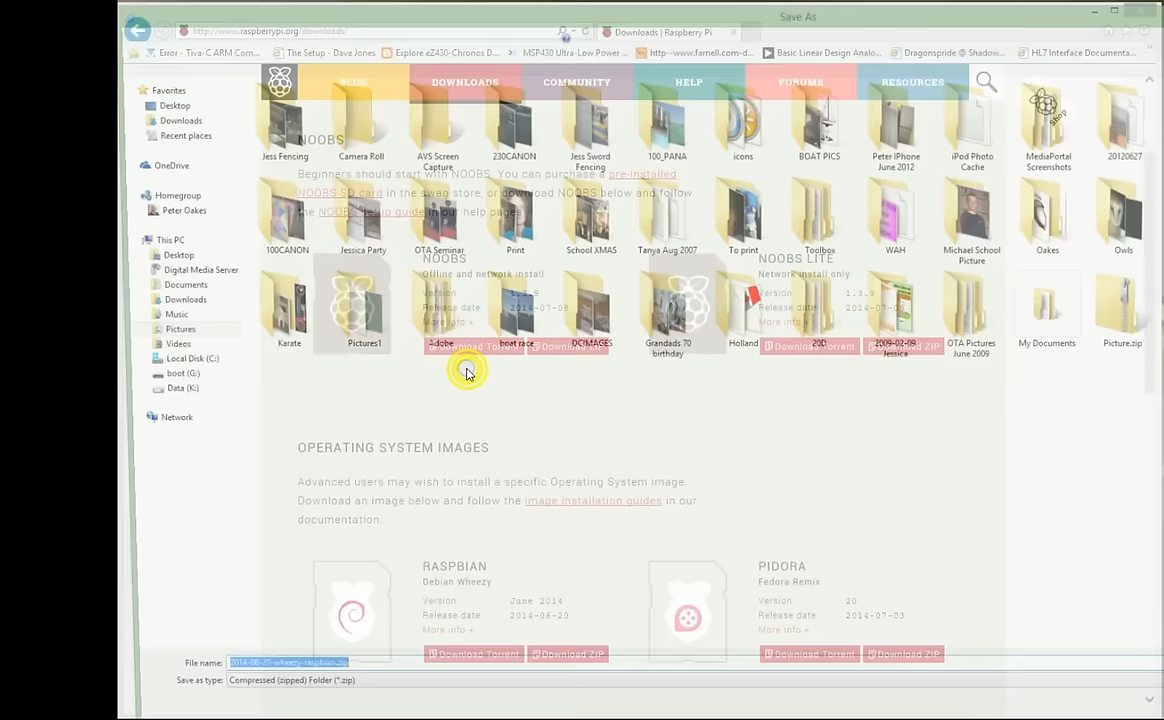 Save As
http://www.raspberrypi.org/downloads/
Downloads | Raspberry Pi
Error - Tiva-C ARM Com...
The Setup - Dave Jones
Explore eZ430-Chronos D...
MSP430 Ultra-Low Power ...
http--www.farnell.com-d...
Basic Linear Design Analo...
Dragonspride @ Shadow...
HL7 Interface Documenta...
BLOG
DOWNLOADS
COMMUNITY
HELP
FORUMS
RESOURCES
shop
Favorites
Desktop
Downloads
Recent places
OneDrive
Homegroup
Peter Oakes
This PC
Desktop
Digital Media Server
Documents
Downloads
Music
Pictures
Videos
Local Disk (C:)
boot (G:)
Data (K:)
Network
Jess Fencing
Camera Roll
AVS Screen Capture
230CANON
Jess Sword Fencing
100_PANA
icons
BOAT PICS
Peter IPhone June 2012
iPod Photo Cache
MediaPortal Screenshots
20120627
100CANON
Jessica Party
OTA Seminar
Print
School XMAS
Tanya Aug 2007
To print
Toolbox
WAH
Michael School Picture
Oakes
Owls
Karate
Pictures1
Adobe
boat race
DCIMAGES
Grandads 70 birthday
Holland
20D
2009-02-09 Jessica
OTA Pictures June 2009
My Documents
Picture.zip
NOOBS
Beginners should start with NOOBS. You can purchase a pre-installed
NOOBS SD card in the swag store, or download NOOBS below and follow
the NOOBS setup guide in our help pages.
NOOBS
Offline and network install
Version 1.3.9
Release date 2014-07-08
More info +
Download Torrent
Download ZIP
NOOBS LITE
Network install only
Version 1.3.9
Release date 2014-07-08
More info +
Download Torrent
Download ZIP
OPERATING SYSTEM IMAGES
Advanced users may wish to install a specific Operating System image.
Download an image below and follow the image installation guides in our
documentation.
RASPBIAN
Debian Wheezy
Version June 2014
Release date 2014-06-20
More info +
Download Torrent
Download ZIP
PIDORA
Fedora Remix
Version 20
Release date 2014-07-03
More info +
Download Torrent
Download ZIP
File name: 2014-06-20-wheezy-raspbian.zip
Save as type: Compressed (zipped) Folder (*.zip)